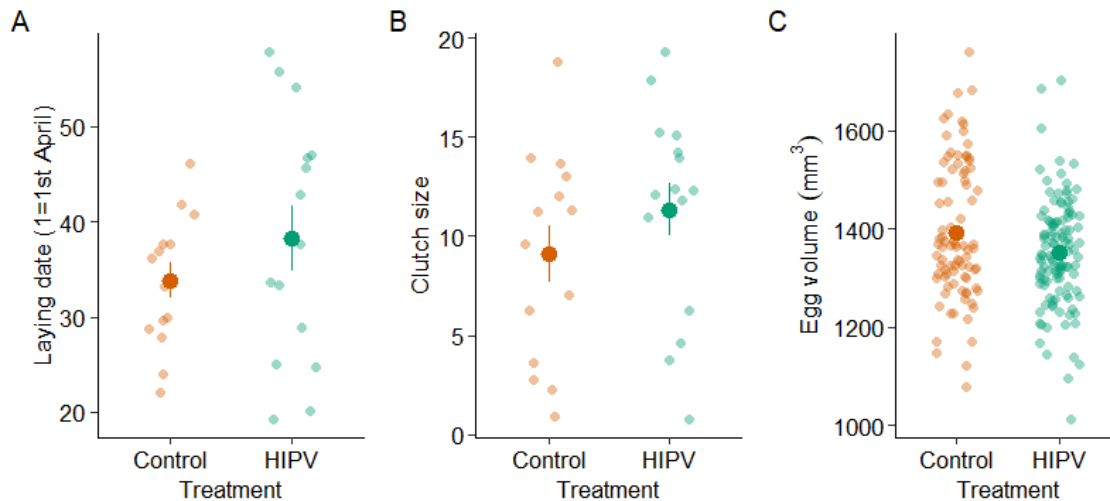 A
Laying date (1=1st April)
50
40
30
20
Control HIPV
Treatment
B
Clutch size
20
15
10
5
0
Control HIPV
Treatment
C
Egg volume (mm³)
1600
1400
1200
1000
Control HIPV
Treatment